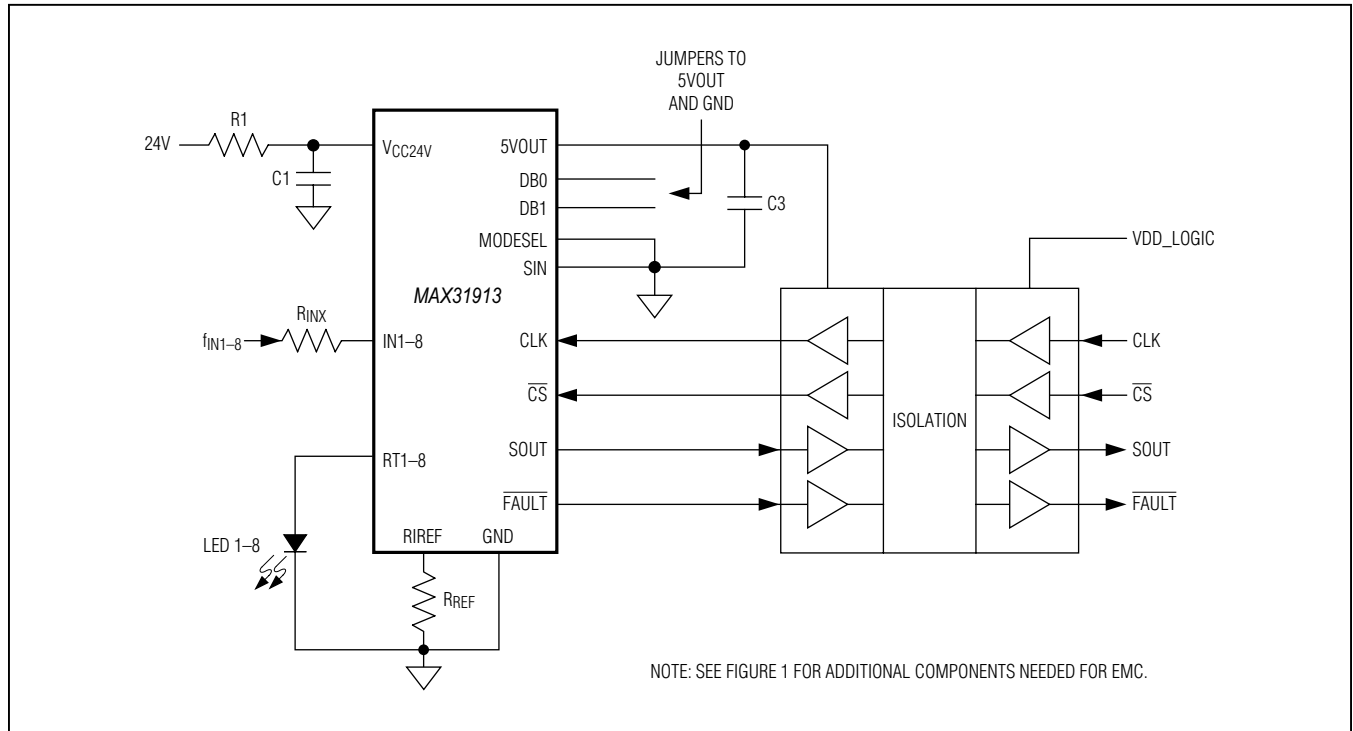 JUMPERS TO
5VOUT
AND GND
R1
24V
C1
VCC24V
5VOUT
DB0
DB1
C3
MODESEL
SIN
VDD_LOGIC
MAX31913
RINX
fIN1–8
IN1–8
CLK
CLK
CS
CS
ISOLATION
SOUT
SOUT
RT1–8
FAULT
FAULT
LED 1–8
RIREF
GND
RREF
NOTE: SEE FIGURE 1 FOR ADDITIONAL COMPONENTS NEEDED FOR EMC.